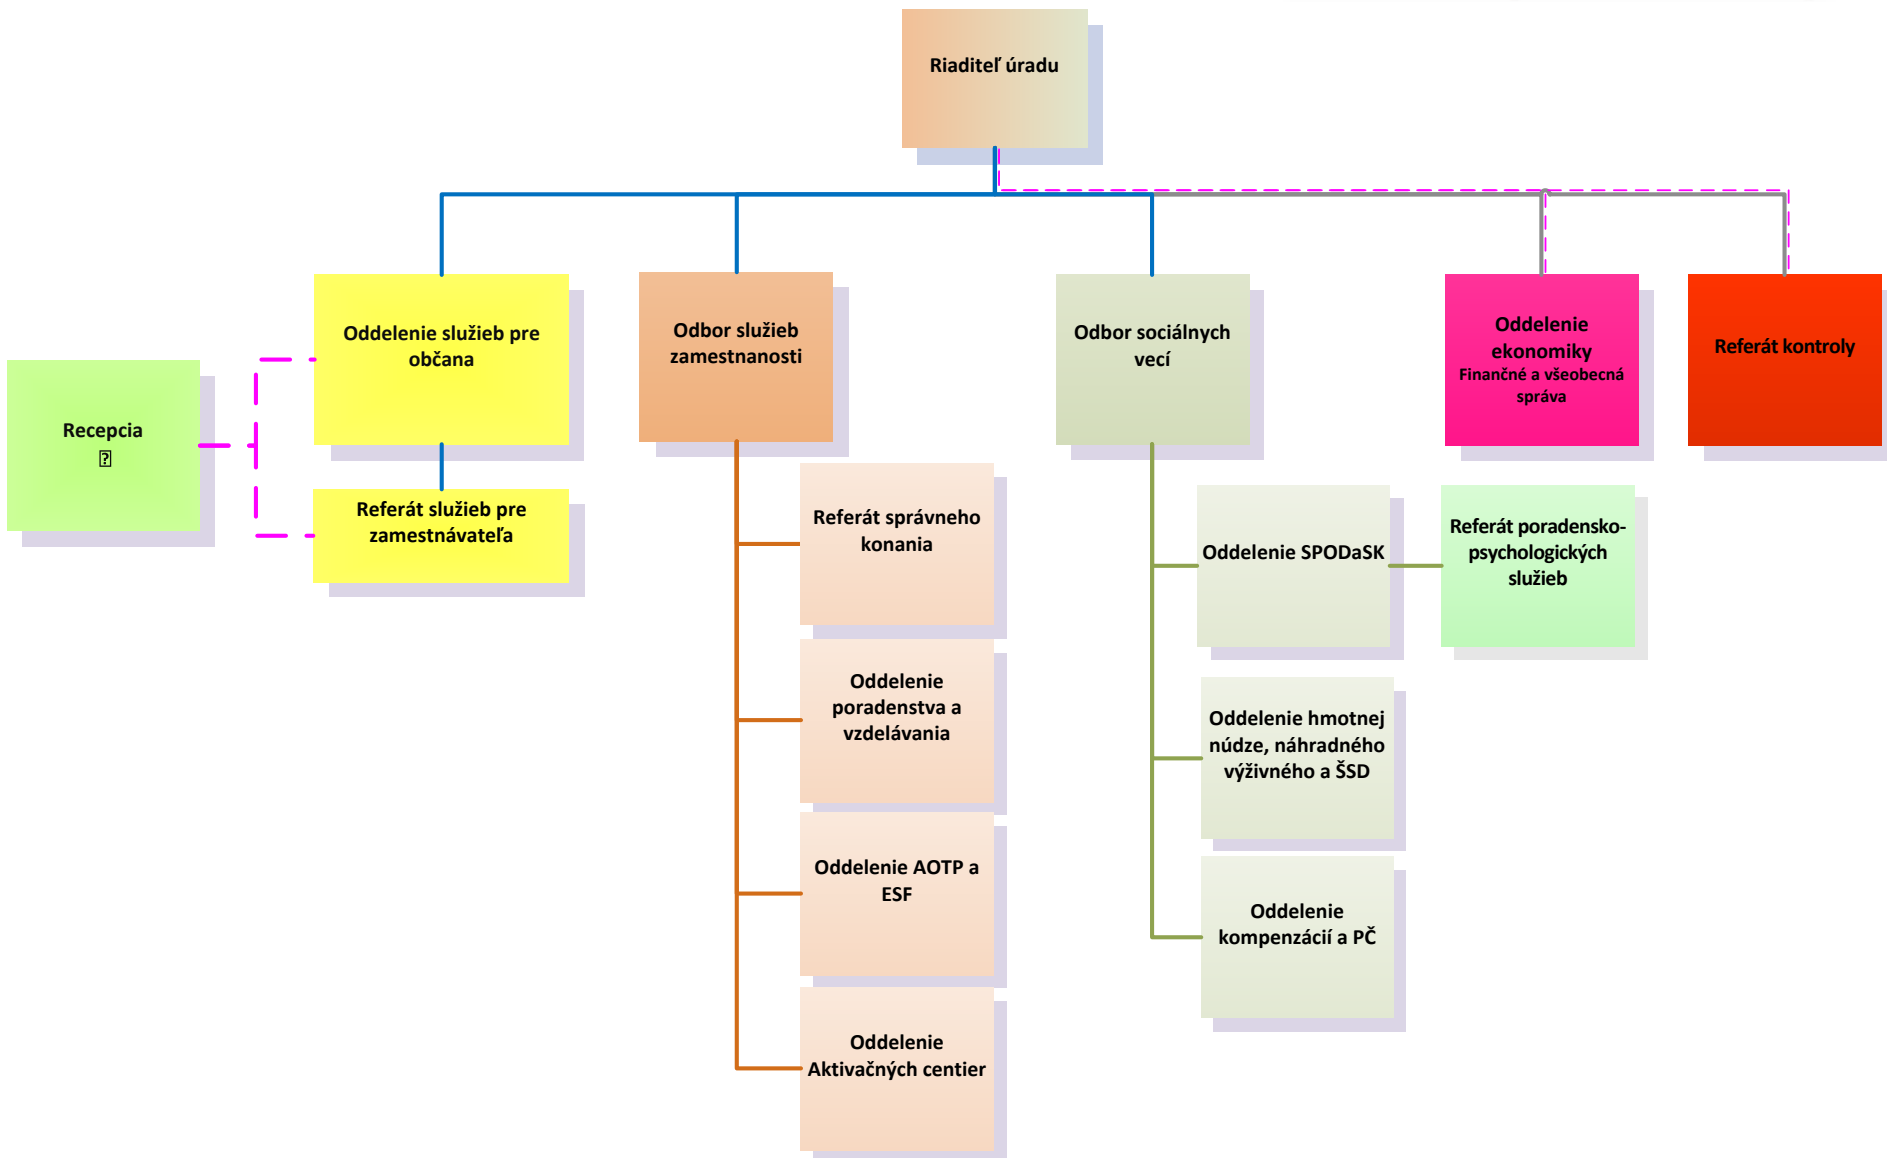 Riaditeľ úradu
Oddelenie služieb pre
občana
Odbor služieb
zamestnanosti
Odbor sociálnych
vecí
Oddelenie
ekonomiky
Finančné a všeobecná
správa
Referát kontroly
Recepcia
Referát služieb pre
zamestnávateľa
Referát správneho
konania
Oddelenie
poradenstva a
vzdelávania
Oddelenie AOTP a
ESF
Oddelenie
Aktivačných centier
Oddelenie SPODaSK
Referát poradensko-
psychologických
služieb
Oddelenie hmotnej
núdze, náhradného
výživného a ŠSD
Oddelenie
kompenzácií a PČ